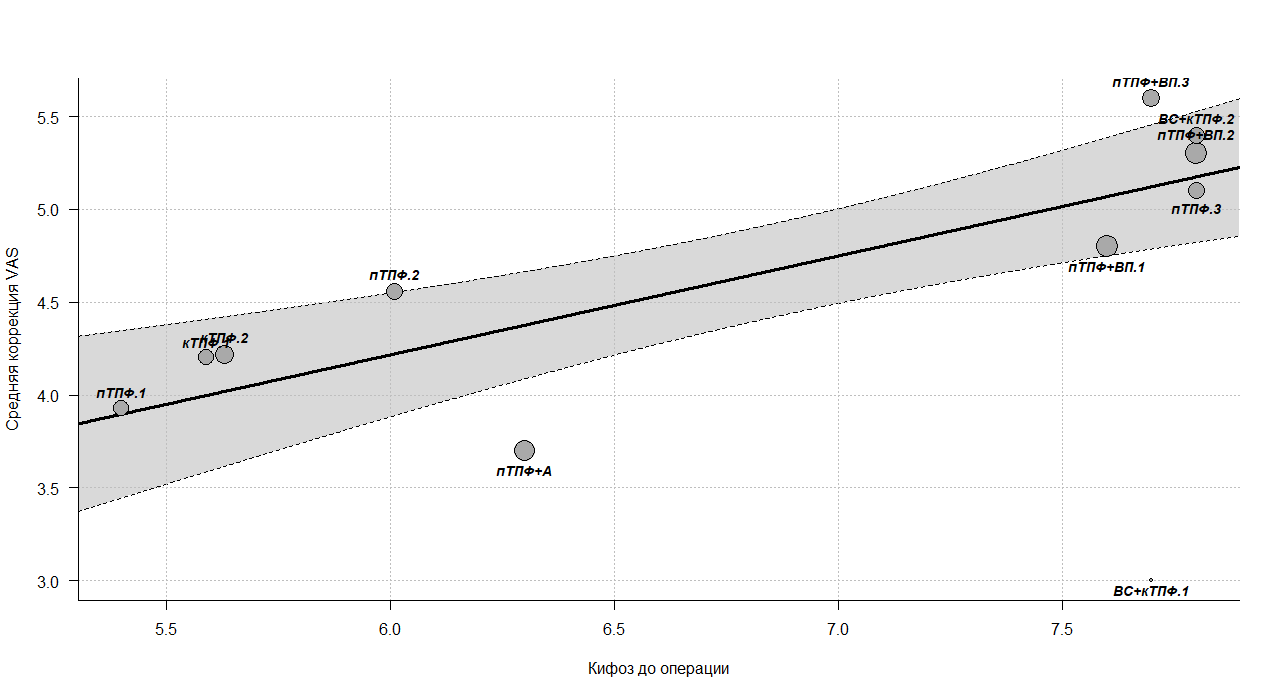 пТПФ+ВП.3
5.5
ВС+кТПФ.2
пТПФ+ВП.2
5.0
пТПФ.3
пТПФ+ВП.1
пТПФ.2
4.5
кТПФ.1
кТПФ.2
4.0
пТПФ.1
пТПФ+А
3.5
3.0
ВС+кТПФ.1
Средняя коррекция VAS
5.5
6.0
6.5
7.0
7.5
Кифоз до операции